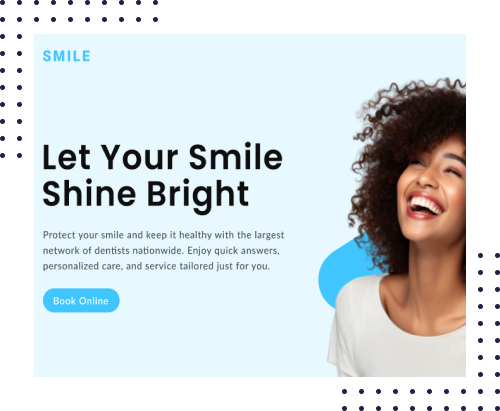 SMILE
Let Your Smile
Shine Bright
Protect your smile and keep it healthy with the largest
network of dentists nationwide. Enjoy quick answers,
personalized care, and service tailored just for you.
Book Online